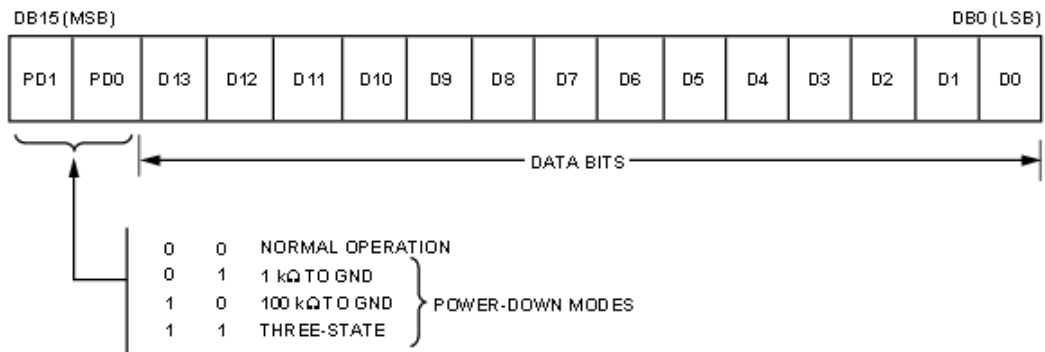 DB15 (MSB) DB0 (LSB)
PD1 PD0 D13 D12 D11 D10 D9 D8 D7 D6 D5 D4 D3 D2 D1 D0
DATA BITS
0 0 NORMAL OPERATION
0 1 1 kΩ TO GND
1 0 100 kΩ TO GND POWER-DOWN MODES
1 1 THREE-STATE